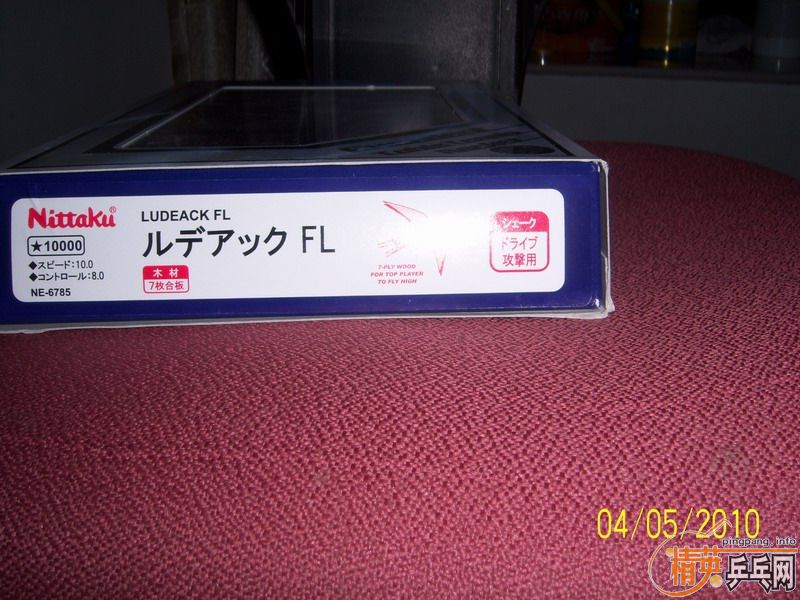 Nittaku®
★10000
◆スピード:10.0
◆コントロール:8.0
NE-6785
LUDEACK FL
ルデアック FL
木材
7枚合板
7-PLY WOOD
FOR TOP PLAYER
TO FLY HIGH
シェーク
ドライブ
攻撃用
04/05/2010
pingpang.info
精英乒乓网